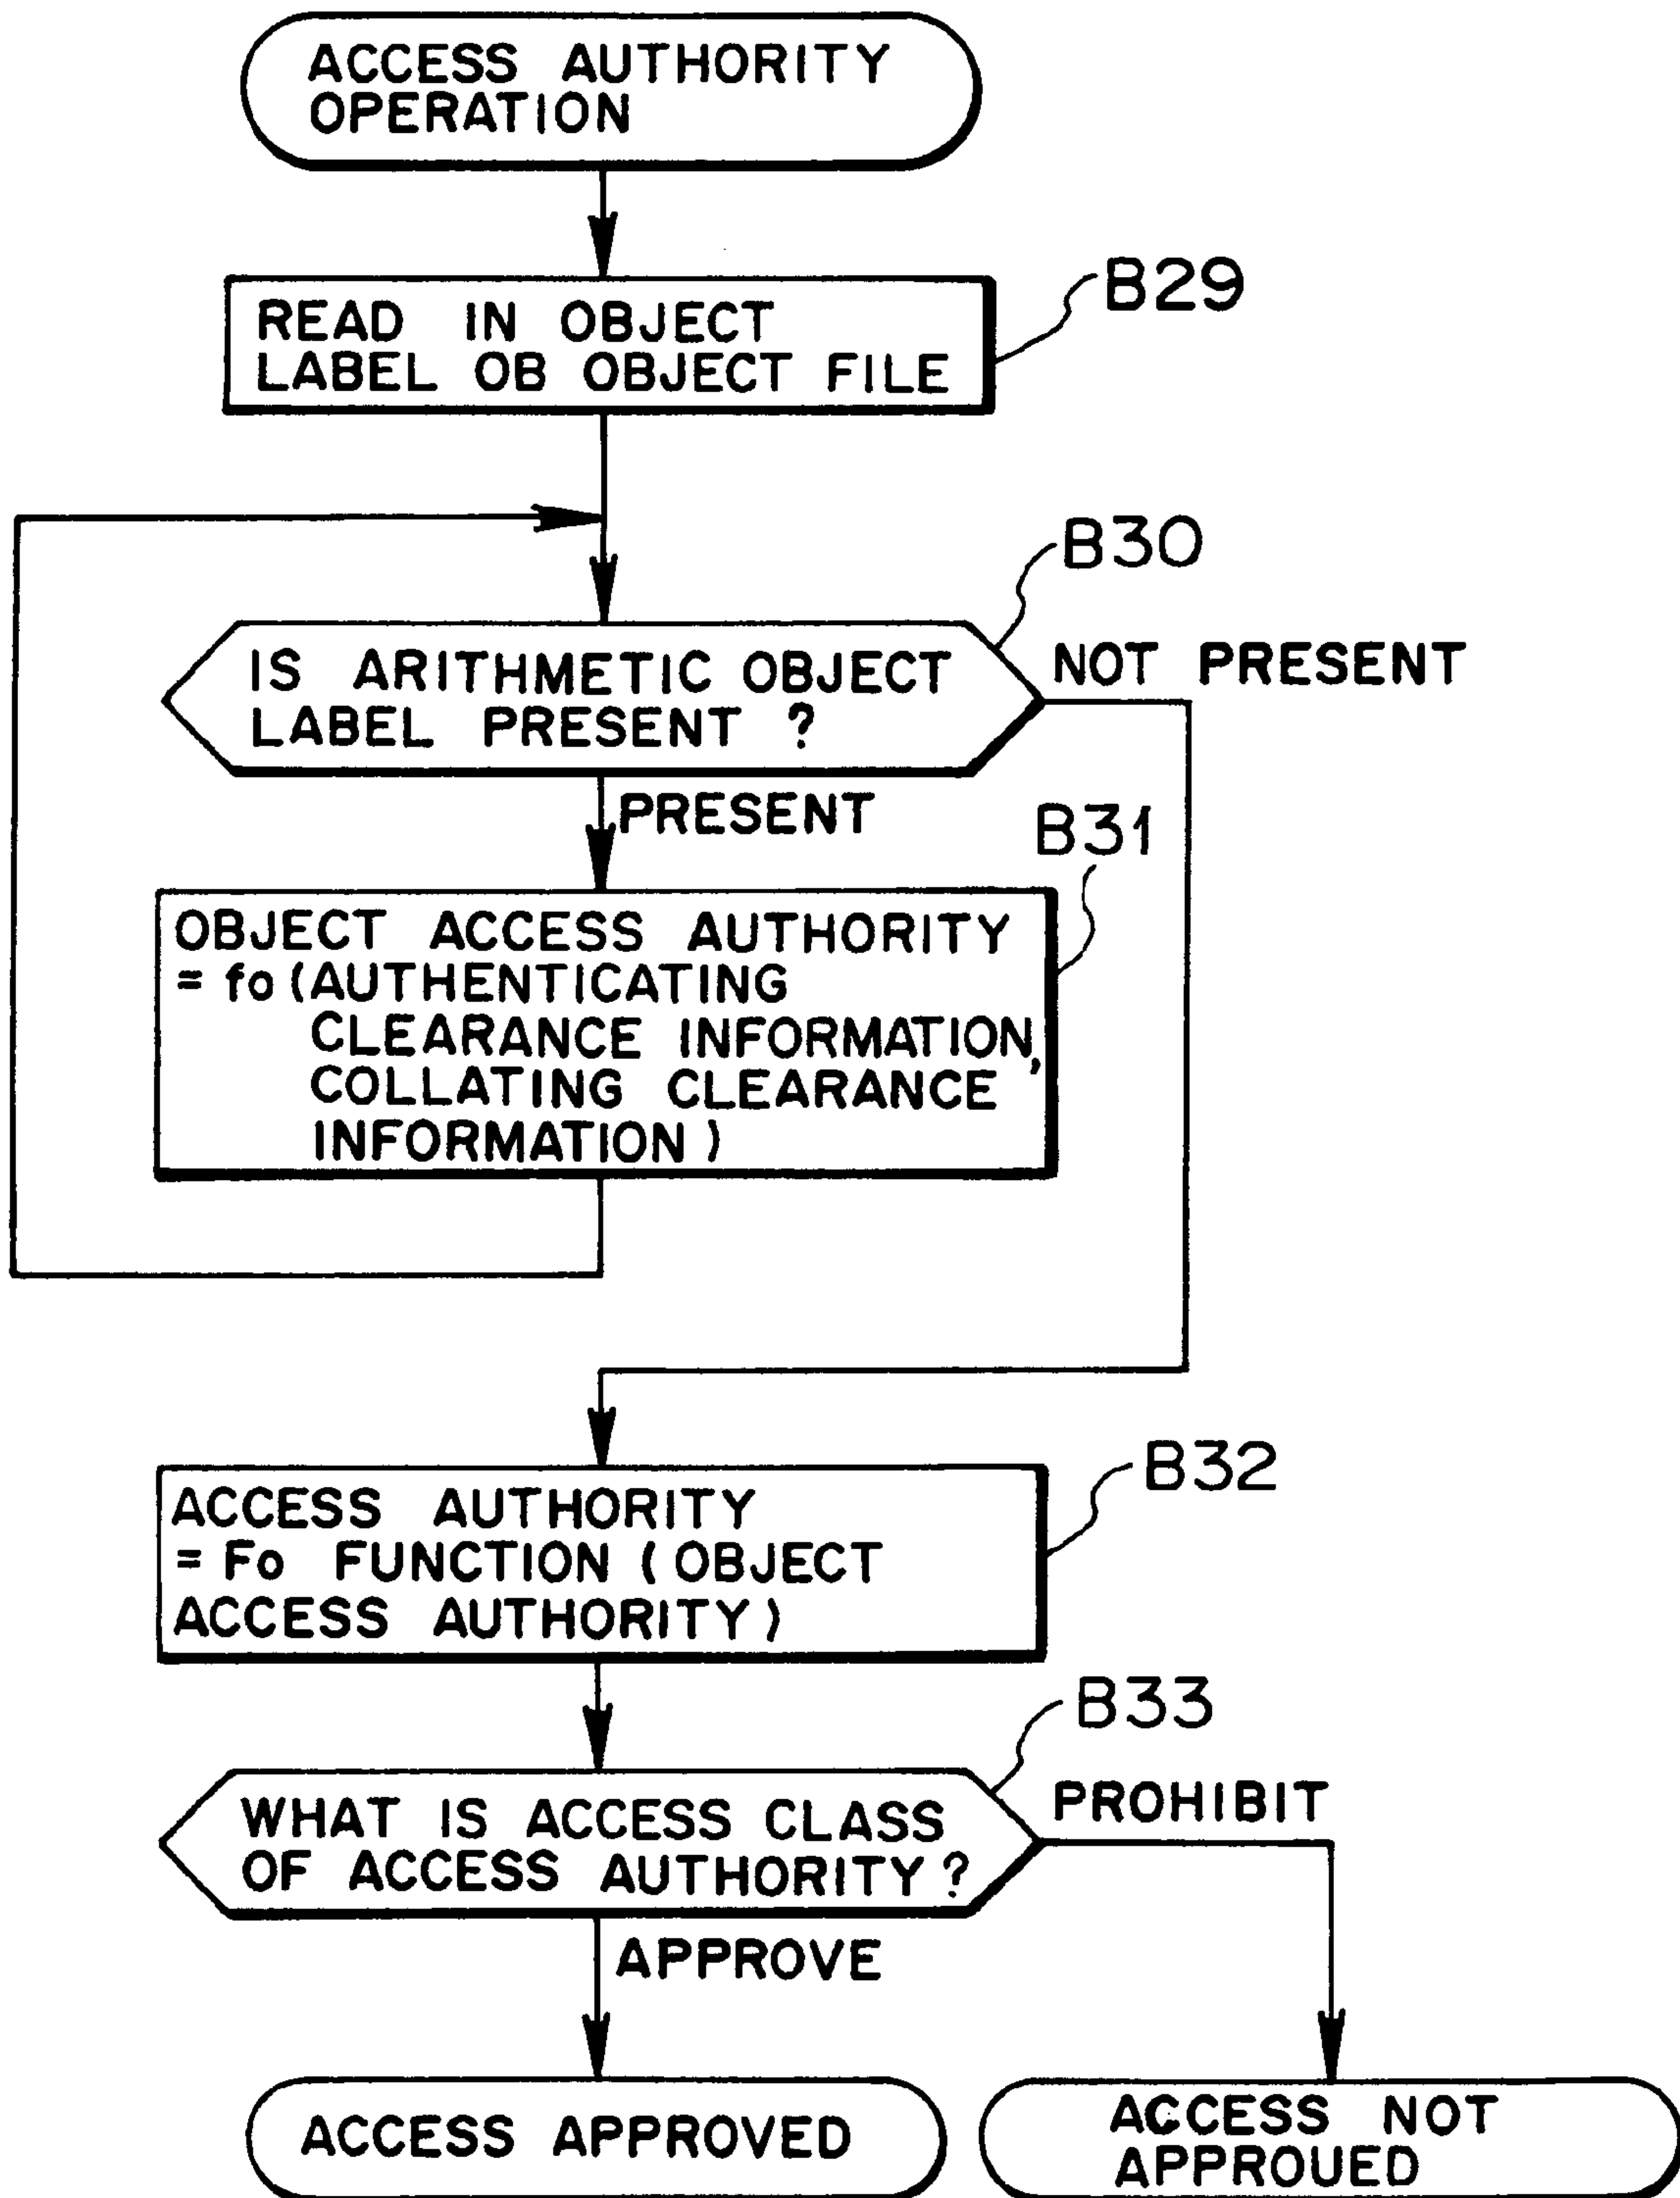 ACCESS AUTHORITY
OPERATION
B29
READ IN OBJECT
LABEL OB OBJECT FILE
B30
IS ARITHMETIC OBJECT
LABEL PRESENT ?
NOT PRESENT
PRESENT
B31
OBJECT ACCESS AUTHORITY
= fo (AUTHENTICATING
CLEARANCE INFORMATION,
COLLATING CLEARANCE
INFORMATION)
B32
ACCESS AUTHORITY
= Fo FUNCTION (OBJECT
ACCESS AUTHORITY)
B33
WHAT IS ACCESS CLASS
OF ACCESS AUTHORITY ?
PROHIBIT
APPROVE
ACCESS APPROVED
ACCESS NOT
APPROUED